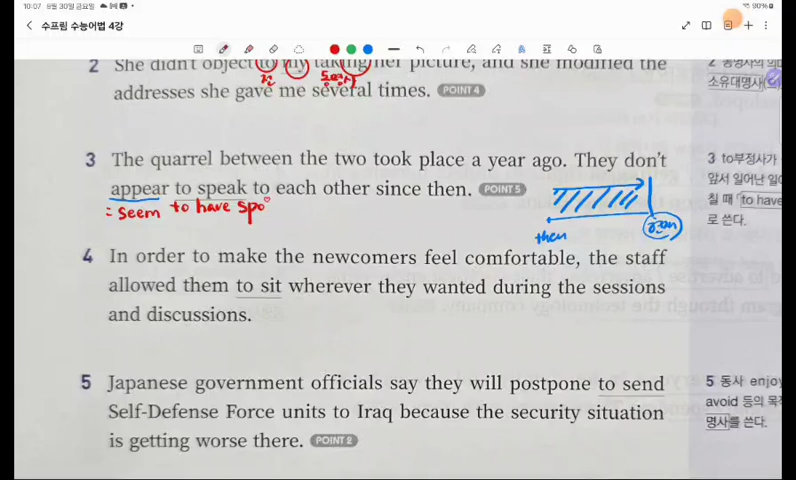 10:07 8월 30일 금요일
90%
수프림 수능어법 4강
2 She didn't object to my taking her picture, and she modified the
전
동명사
소유대명사(의
addresses she gave me several times. POINT 4
3 The quarrel between the two took place a year ago. They don't
3 to부정사가
appear to speak to each other since then. POINT 5
앞서 일어난 일
= seem to have spo
칠 때 to have
then
로 쓴다.
4 In order to make the newcomers feel comfortable, the staff
allowed them to sit wherever they wanted during the sessions
and discussions.
5 Japanese government officials say they will postpone to send
5 동사 enjoy
Self-Defense Force units to Iraq because the security situation
avoid 등의 목
is getting worse there. POINT 2
명사를 쓴다.